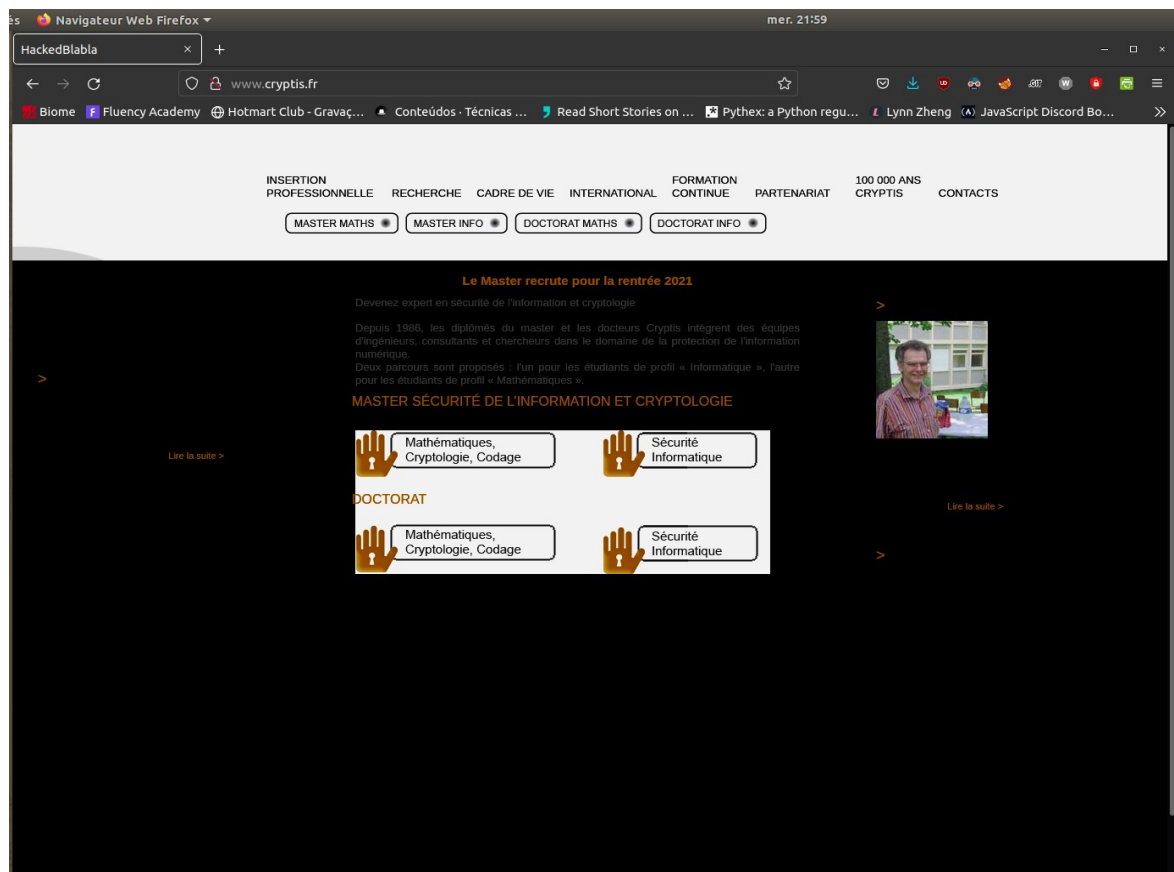 és Navigateur Web Firefox mer. 21:59
HackedBlabla × +
www.cryptis.fr
Biome Fluency Academy Hotmart Club - Gravaç... Conteúdos · Técnicas ... Read Short Stories on ... Pythex: a Python regu... Lynn Zheng JavaScript Discord Bo... >>
INSERTION
PROFESSIONNELLE
RECHERCHE
CADRE DE VIE
INTERNATIONAL
FORMATION
CONTINUE
PARTENARIAT
100 000 ANS
CRYPTIS
CONTACTS
MASTER MATHS
MASTER INFO
DOCTORAT MATHS
DOCTORAT INFO
Le Master recrute pour la rentrée 2021
Devenez expert en sécurité de l'information et cryptologie
Depuis 1986, les diplômés du master et les docteurs Cryptis intègrent des équipes
d'ingénieurs, consultants et chercheurs dans le domaine de la protection de l'information
numérique.
Deux parcours sont proposés : l'un pour les étudiants de profil « Informatique », l'autre
pour les étudiants de profil « Mathématiques ».
MASTER SÉCURITÉ DE L'INFORMATION ET CRYPTOLOGIE
Mathématiques,
Cryptologie, Codage
Sécurité
Informatique
DOCTORAT
Mathématiques,
Cryptologie, Codage
Sécurité
Informatique
>
Lire la suite >
>
Lire la suite >
>